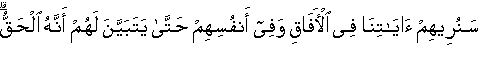 سَنُرِيهِمْ ءَايَـٰتِنَا فِى ٱلْـَٔافَاقِ وَفِىٓ أَنفُسِهِمْ حَتَّىٰ يَتَبَيَّنَ لَهُمْ أَنَّهُ ٱلْحَقُّ ۗ